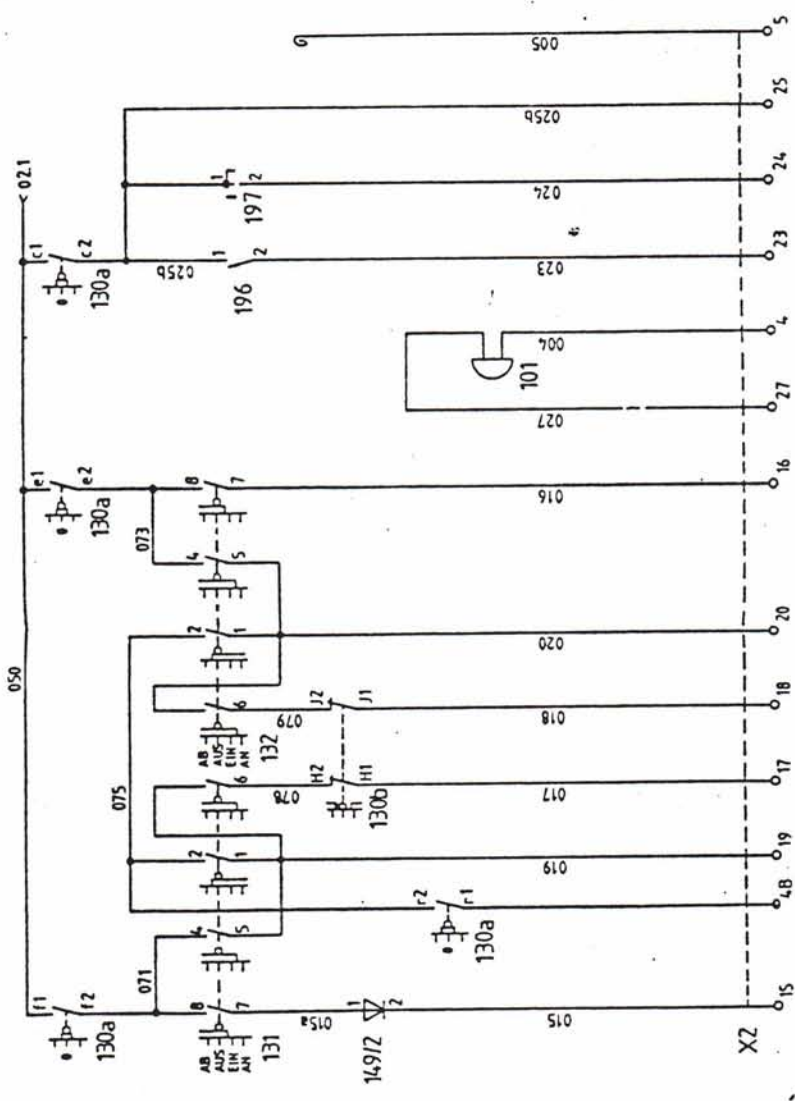 5
005
25
025b
< 021
c1
c2
130a
1
2
197
024
24
025b
1
2
196
023
23
101
004
4
027
27
e1
e2
130a
073
8
7
016
16
4
5
050
2
1
020
20
6
AB
AUS
EIN
AN
132
079
J2
J1
018
18
075
6
078
H2
H1
130b
017
17
2
1
019
19
r2
r1
130a
48
4
5
071
f1
f2
130a
8
7
AB
AUS
EIN
AN
131
015a
1
2
149/2
015
15
X2